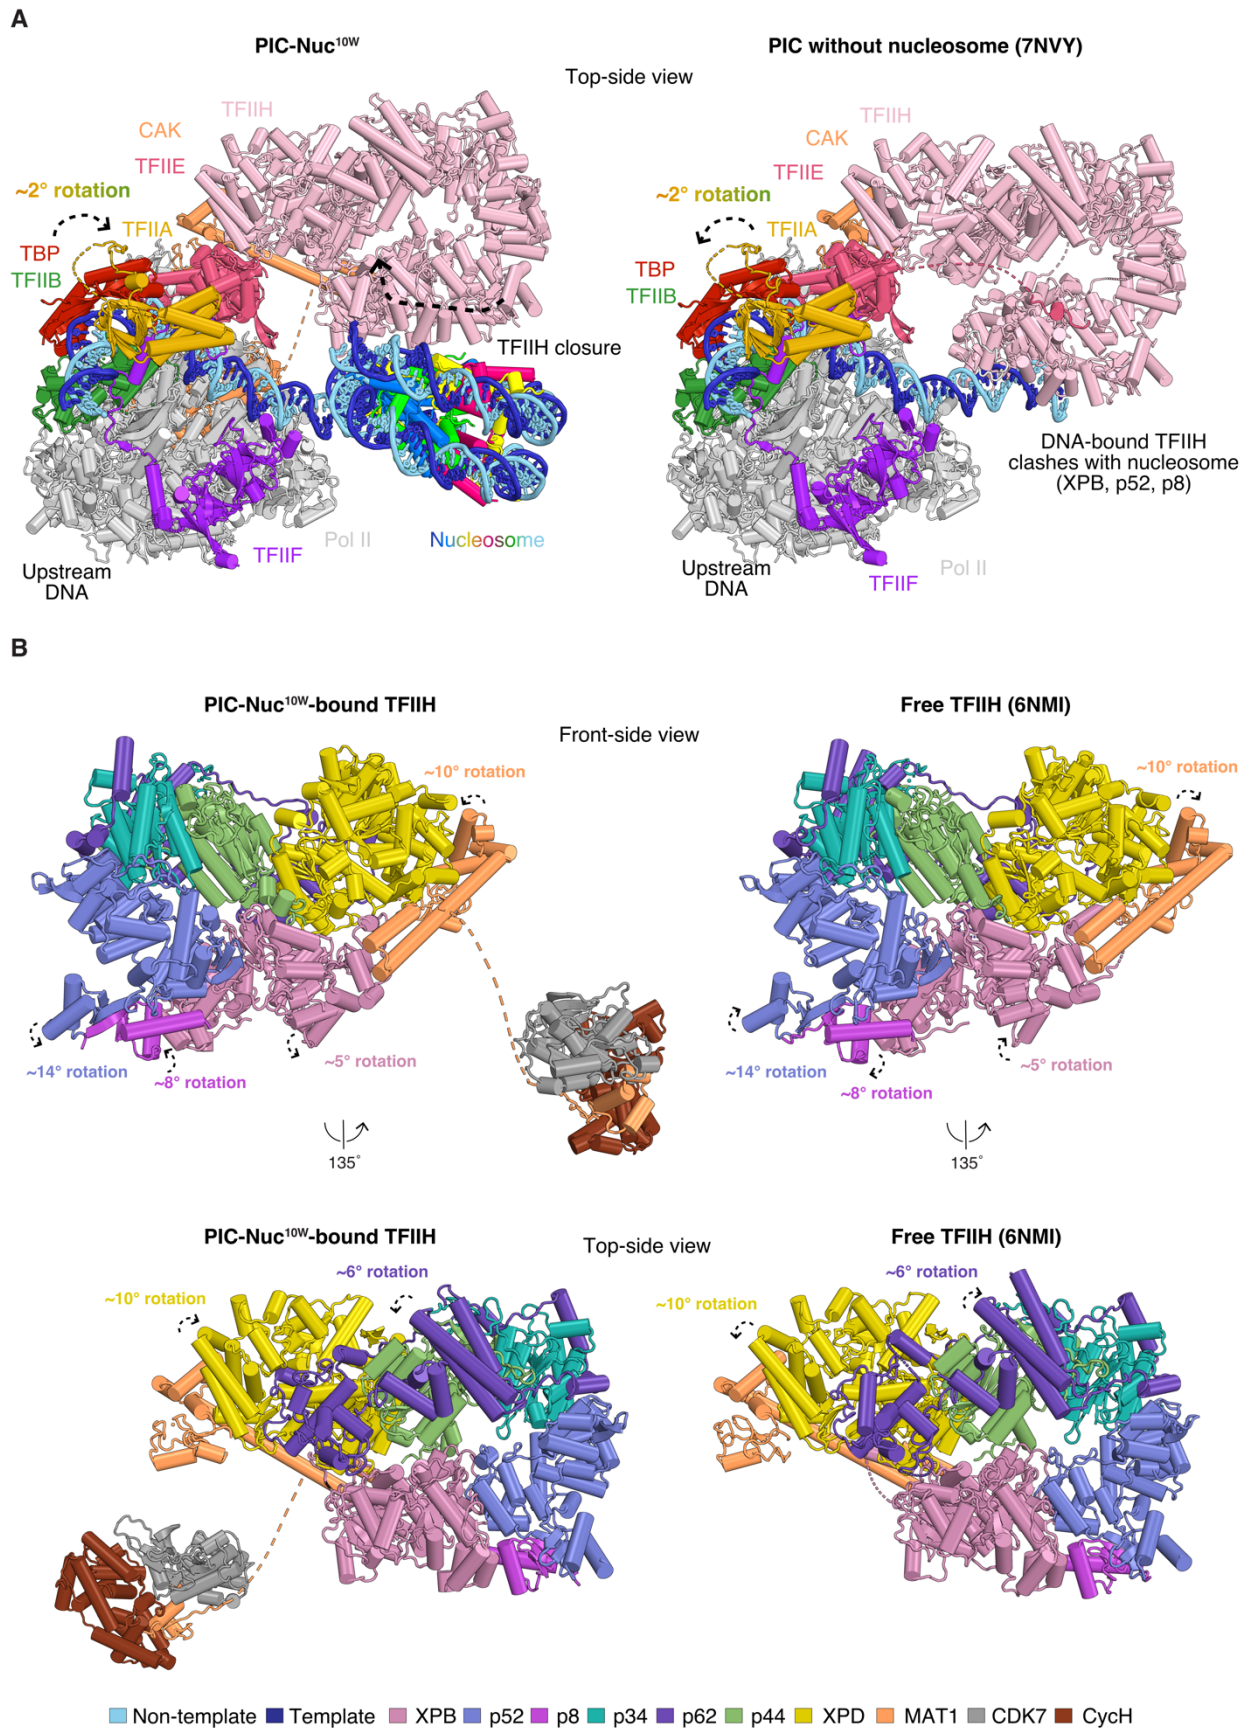 A
PIC-Nuc10W
PIC without nucleosome (7NVY)
Top-side view
TFIIH
CAK
TFIIE
~2° rotation
TFIIA
TBP
TFIIB
TFIIH closure
Pol II
Nucleosome
TFIIF
Upstream
DNA
TFIIH
CAK
TFIIE
~2° rotation
TFIIA
TBP
TFIIB
DNA-bound TFIIH
clashes with nucleosome
(XPB, p52, p8)
Pol II
TFIIF
Upstream
DNA
B
PIC-Nuc10W-bound TFIIH
Free TFIIH (6NMI)
Front-side view
~10° rotation
~14° rotation
~8° rotation
~5° rotation
135°
~10° rotation
~14° rotation
~8° rotation
~5° rotation
135°
PIC-Nuc10W-bound TFIIH
Free TFIIH (6NMI)
Top-side view
~6° rotation
~10° rotation
~6° rotation
~10° rotation
Non-template Template XPB p52 p8 p34 p62 p44 XPD MAT1 CDK7 CycH